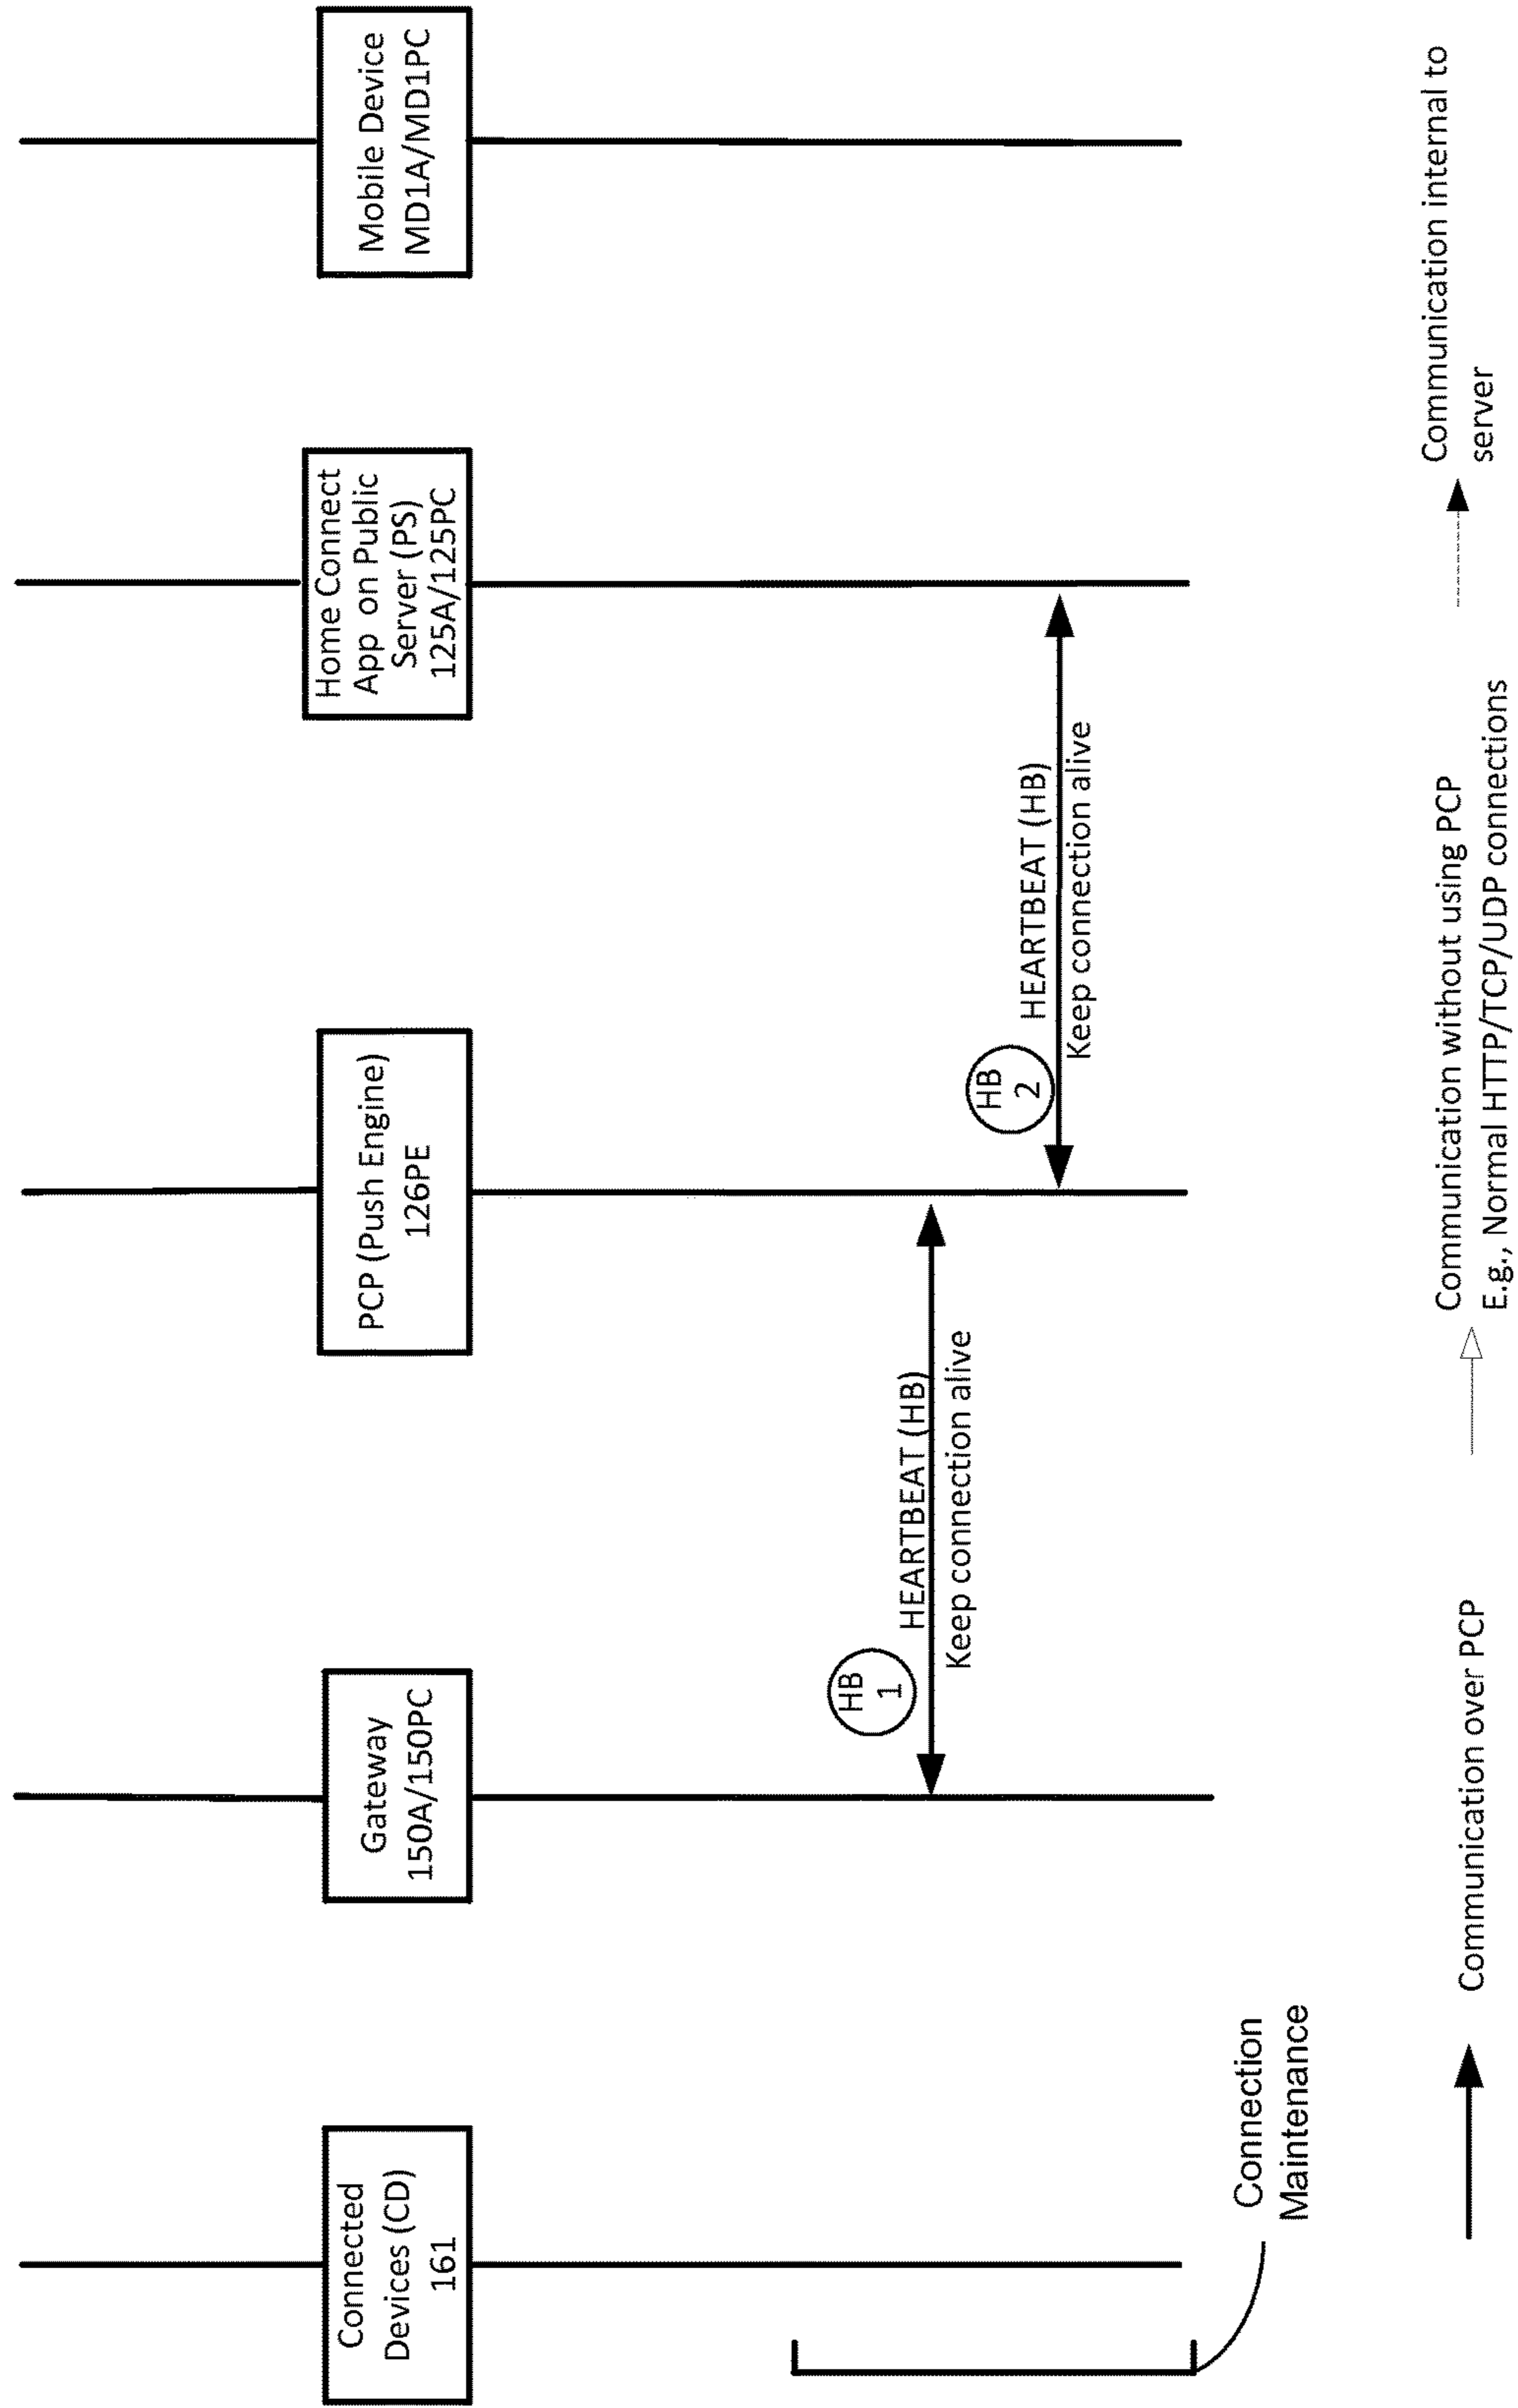 Connected
Devices (CD)
161
Gateway
150A/150PC
PCP (Push Engine)
126PE
Home Connect
App on Public
Server (PS)
125A/125PC
Mobile Device
MD1A/MD1PC
HB
1
HEARTBEAT (HB)
Keep connection alive
HB
2
HEARTBEAT (HB)
Keep connection alive
Connection
Maintenance
Communication over PCP
Communication without using PCP
E.g., Normal HTTP/TCP/UDP connections
Communication internal to
server